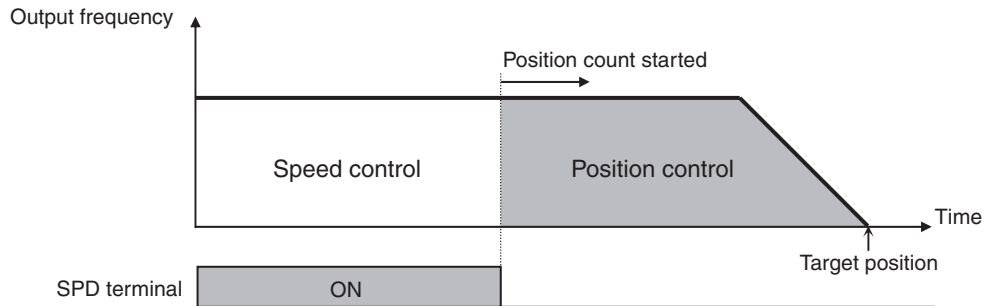 Output frequency
Position count started
Speed control
Position control
Time
Target position
SPD terminal
ON